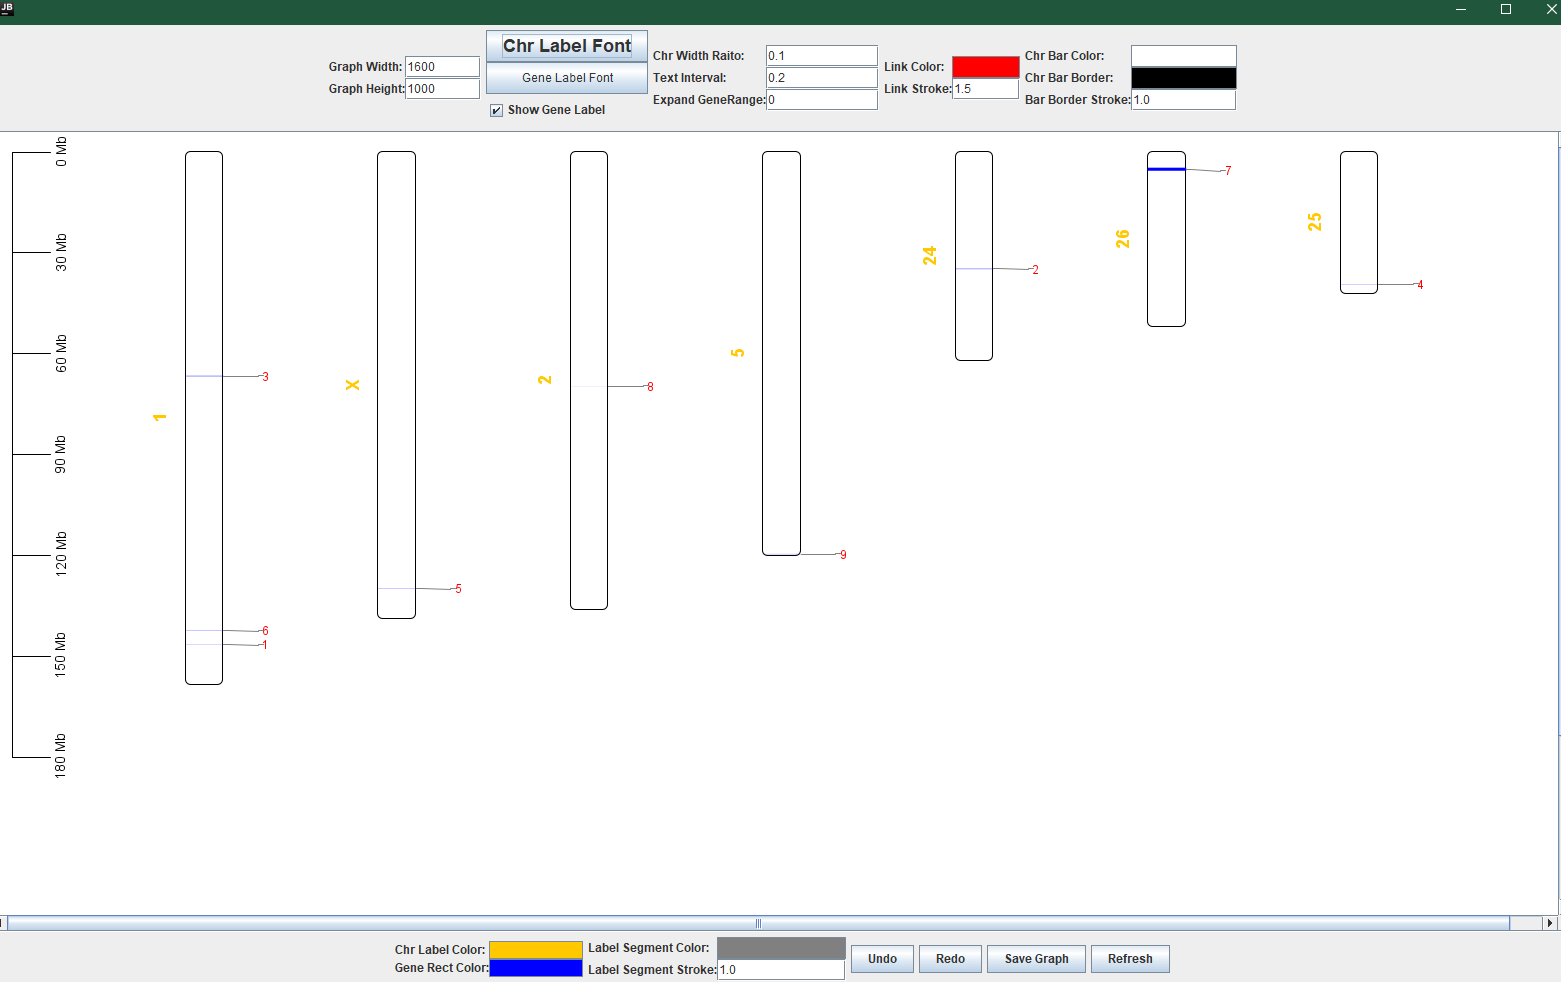 JB
Graph Width: 1600
Graph Height: 1000
Chr Label Font
Gene Label Font
Show Gene Label
Chr Width Raito: 0.1
Text Interval: 0.2
Expand GeneRange: 0
Link Color:
Link Stroke: 1.5
Chr Bar Color:
Chr Bar Border:
Bar Border Stroke: 1.0
0 Mb
30 Mb
60 Mb
90 Mb
120 Mb
150 Mb
180 Mb
1
3
6
1
X
5
2
8
5
9
24
2
26
7
25
4
Chr Label Color:
Gene Rect Color:
Label Segment Color:
Label Segment Stroke: 1.0
Undo
Redo
Save Graph
Refresh